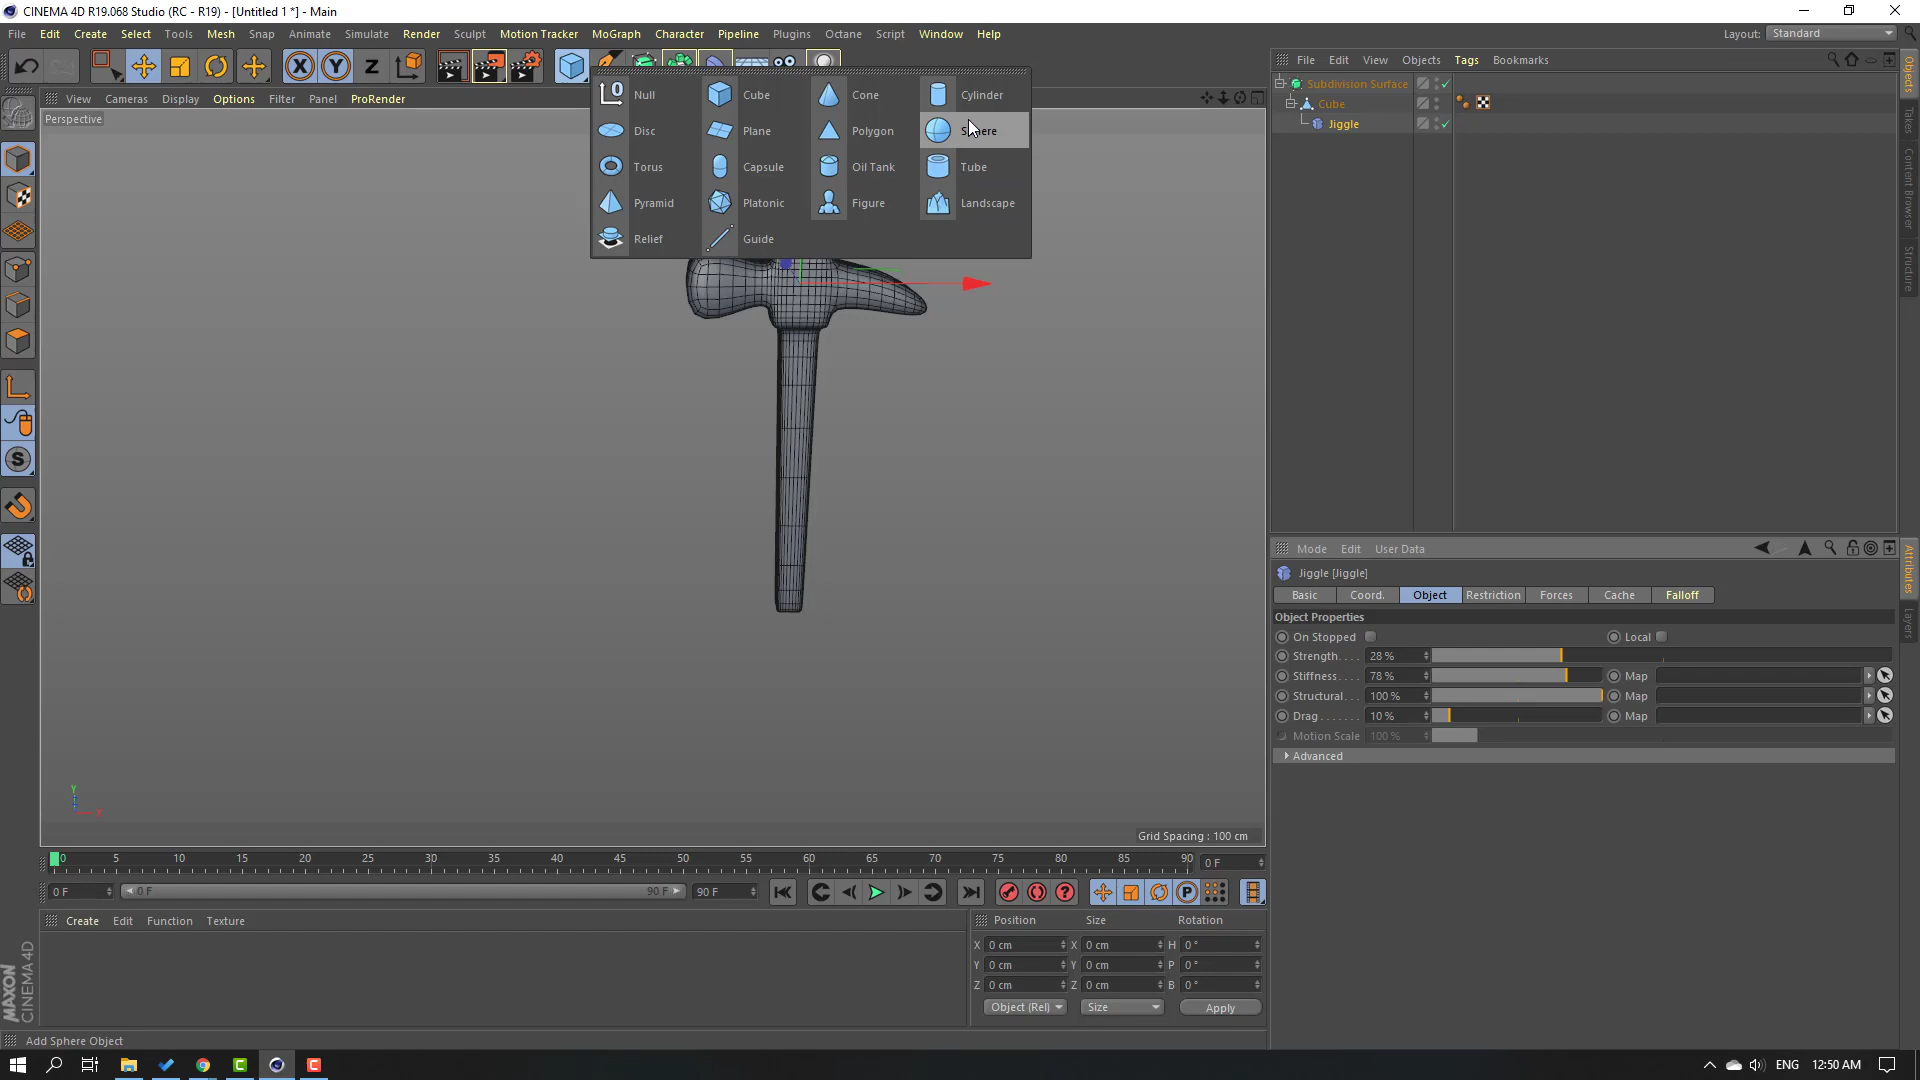 CINEMA 4D R19.068 Studio (RC - R19) - [Untitled 1 *] - Main
File Edit Create Select Tools Mesh Snap Animate Simulate Render Sculpt Motion Tracker MoGraph Character Pipeline Plugins Octane Script Window Help
Layout: Standard
View Cameras Display Options Filter Panel ProRender
Perspective
Null Cube Cone Cylinder
Disc Plane Polygon Sphere
Torus Capsule Oil Tank Tube
Pyramid Platonic Figure Landscape
Relief Guide
File Edit View Objects Tags Bookmarks
Subdivision Surface
Cube
Jiggle
Objects
Takes
Content Browser
Structure
Mode Edit User Data
Jiggle [Jiggle]
Basic Coord. Object Restriction Forces Cache Falloff
Object Properties
On Stopped Local
Strength. . . . 28 %
Stiffness. . . . 78 % Map
Structural. . . 100 % Map
Drag . . . . . . . 10 % Map
Motion Scale 100 %
Advanced
Attributes
Layers
Y
X
Grid Spacing : 100 cm
0 5 10 15 20 25 30 35 40 45 50 55 60 65 70 75 80 85 90 0 F
0 F 0 F 90 F 90 F
Create Edit Function Texture
Position Size Rotation
X 0 cm X 0 cm H 0 °
Y 0 cm Y 0 cm P 0 °
Z 0 cm Z 0 cm B 0 °
Object (Rel) Size Apply
MAXON
CINEMA 4D
Add Sphere Object
ENG 12:50 AM